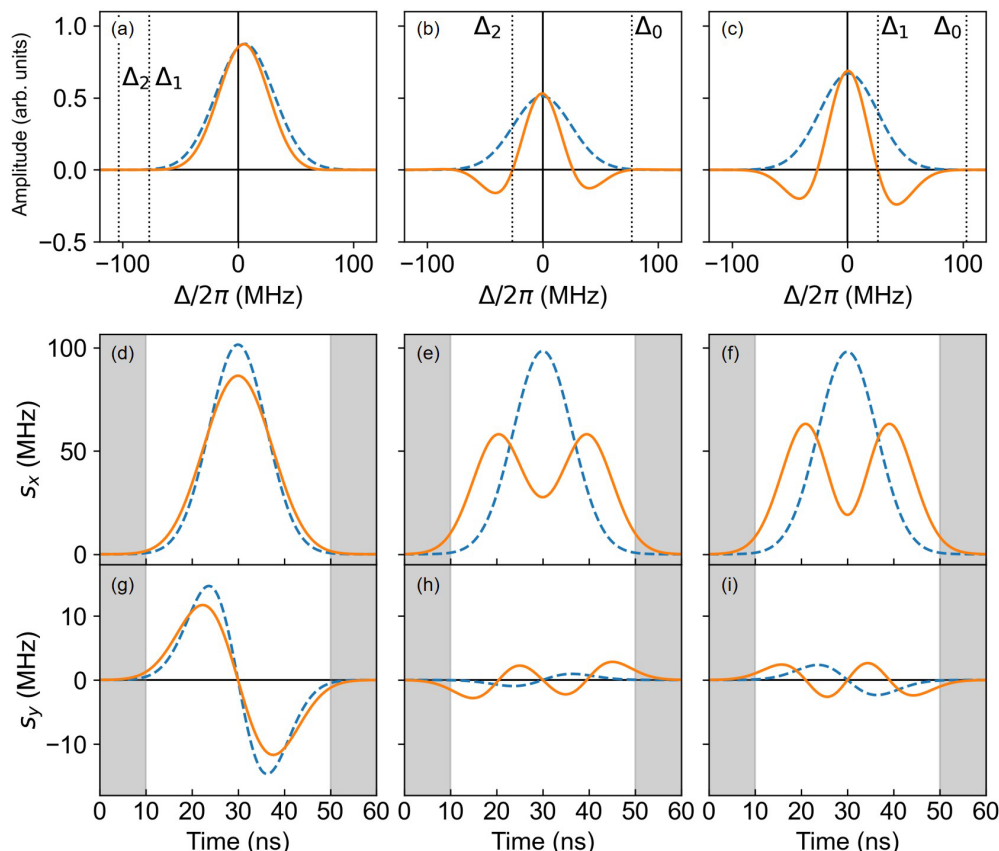 (a) (b) (c)
Δ₂ Δ₁ Δ₂ Δ₀ Δ₁ Δ₀
Amplitude (arb. units)
1.0
0.5
0.0
−0.5
−100 0 100 −100 0 100 −100 0 100
Δ/2π (MHz) Δ/2π (MHz) Δ/2π (MHz)
(d) (e) (f)
sₓ (MHz)
100
50
0
(g) (h) (i)
s_y (MHz)
10
0
−10
0 10 20 30 40 50 60 0 10 20 30 40 50 60 0 10 20 30 40 50 60
Time (ns) Time (ns) Time (ns)